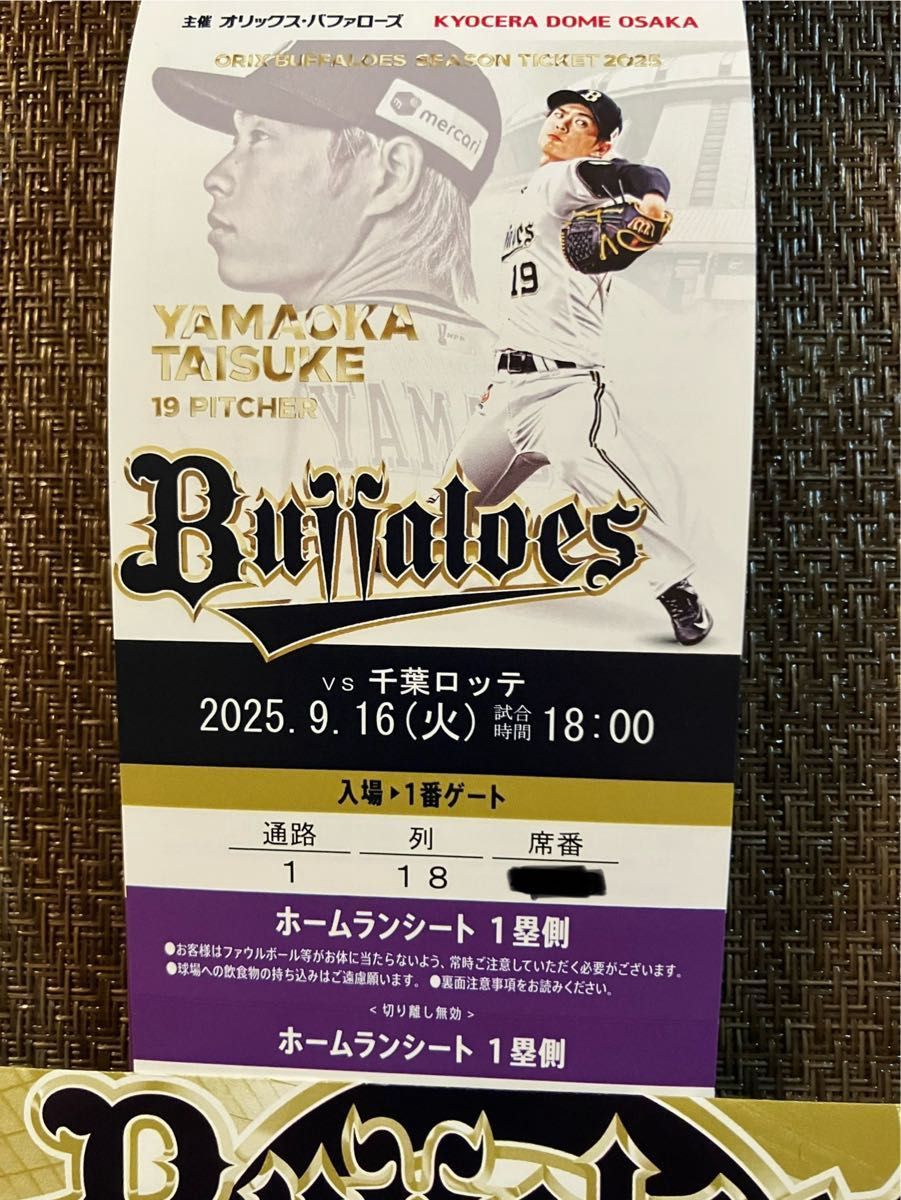 主催 オリックス・バファローズ KYOCERA DOME OSAKA
ORIX BUFFALOES SEASON TICKET 2025
mercari
B
19
YAMAOKA
TAISUKE
19 PITCHER
YAM
Buffaloes
vs 千葉ロッテ
2025. 9. 16(火) 試合時間 18:00
入場▶1番ゲート
通路 列 席番
1 18
ホームランシート 1塁側
●お客様はファウルボール等がお体に当たらないよう、常時ご注意していただく必要がございます。
●球場への飲食物の持ち込みはご遠慮願います。 ●裏面注意事項をお読みください。
< 切り離し無効 >
ホームランシート 1塁側
Buffaloes